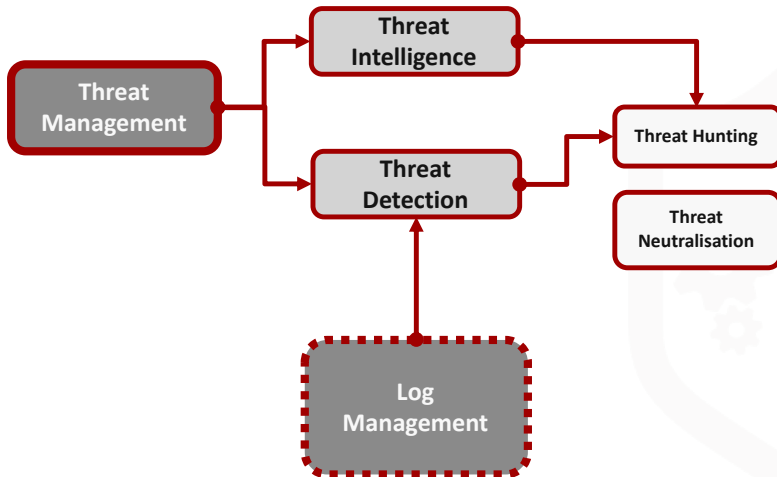 Threat
Intelligence
Threat
Management
Threat Hunting
Threat
Detection
Threat
Neutralisation
Log
Management